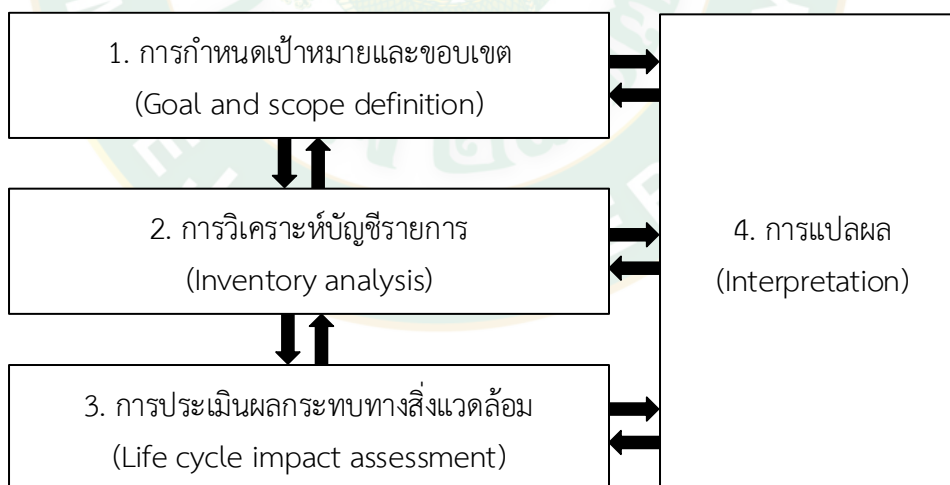 1. การกำหนดเป้าหมายและขอบเขต
(Goal and scope definition)
2. การวิเคราะห์บัญชีรายการ
(Inventory analysis)
3. การประเมินผลกระทบทางสิ่งแวดล้อม
(Life cycle impact assessment)
4. การแปลผล
(Interpretation)